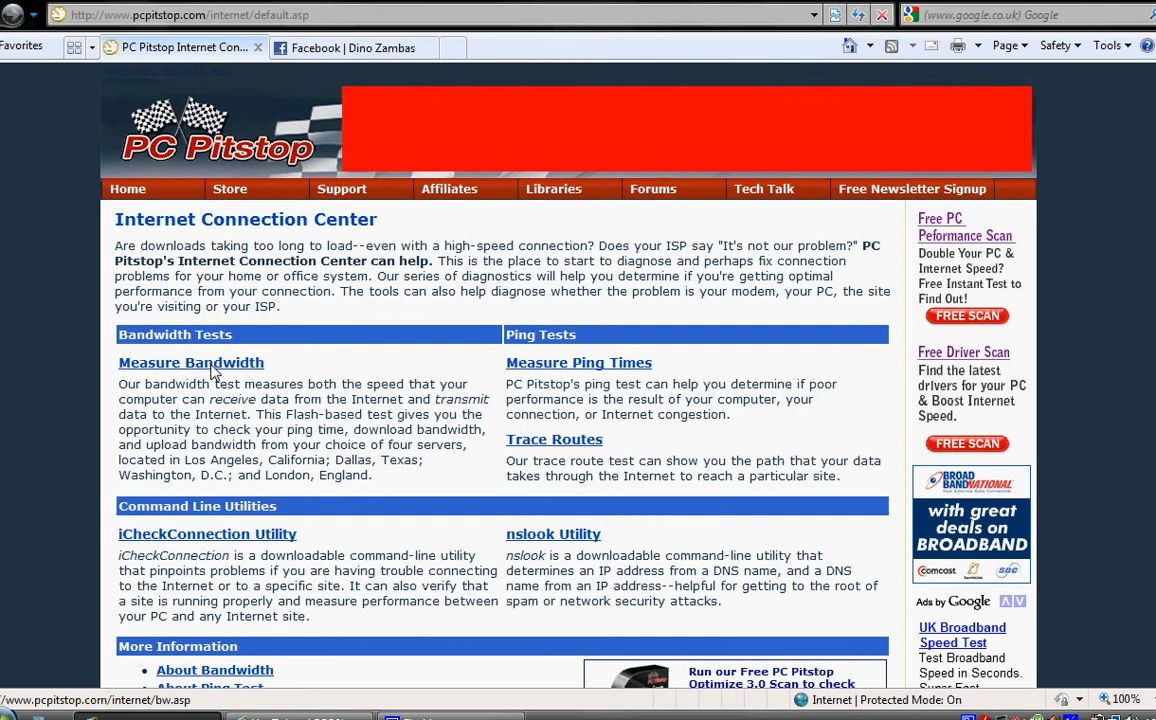 http://www.pcpitstop.com/internet/default.asp
(www.google.co.uk) Google
Favorites
PC Pitstop Internet Con...
Facebook | Dino Zambas
Page
Safety
Tools
PC Pitstop
Home
Store
Support
Affiliates
Libraries
Forums
Tech Talk
Free Newsletter Signup
Internet Connection Center
Are downloads taking too long to load--even with a high-speed connection? Does your ISP say "It's not our problem?" PC
Pitstop's Internet Connection Center can help. This is the place to start to diagnose and perhaps fix connection
problems for your home or office system. Our series of diagnostics will help you determine if you're getting optimal
performance from your connection. The tools can also help diagnose whether the problem is your modem, your PC, the site
you're visiting or your ISP.
Bandwidth Tests
Measure Bandwidth
Our bandwidth test measures both the speed that your
computer can receive data from the Internet and transmit
data to the Internet. This Flash-based test gives you the
opportunity to check your ping time, download bandwidth,
and upload bandwidth from your choice of four servers,
located in Los Angeles, California; Dallas, Texas;
Washington, D.C.; and London, England.
Ping Tests
Measure Ping Times
PC Pitstop's ping test can help you determine if poor
performance is the result of your computer, your
connection, or Internet congestion.
Trace Routes
Our trace route test can show you the path that your data
takes through the Internet to reach a particular site.
Command Line Utilities
iCheckConnection Utility
iCheckConnection is a downloadable command-line utility
that pinpoints problems if you are having trouble connecting
to the Internet or to a specific site. It can also verify that
a site is running properly and measure performance between
your PC and any Internet site.
nslook Utility
nslook is a downloadable command-line utility that
determines an IP address from a DNS name, and a DNS
name from an IP address--helpful for getting to the root of
spam or network security attacks.
More Information
About Bandwidth
About Ping Test
Run our Free PC Pitstop
Optimize 3.0 Scan to check
Free PC
Peformance Scan
Double Your PC &
Internet Speed?
Free Instant Test to
Find Out!
FREE SCAN
Free Driver Scan
Find the latest
drivers for your PC
& Boost Internet
Speed.
FREE SCAN
BROAD
BANDNATIONAL
with great
deals on
BROADBAND
Comcast
SBC
Ads by Google
UK Broadband
Speed Test
Test Broadband
Speed in Seconds.
Super Fast
/www.pcpitstop.com/internet/bw.asp
Internet | Protected Mode: On
100%